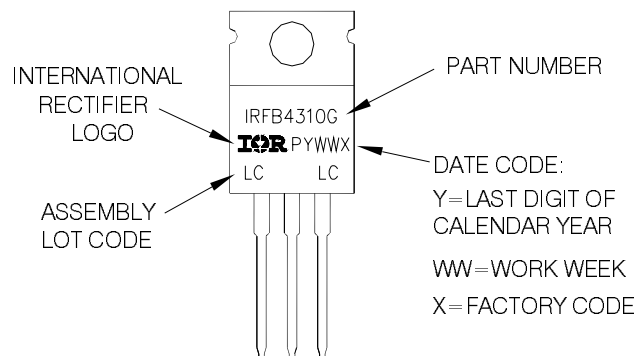 INTERNATIONAL
RECTIFIER
LOGO
ASSEMBLY
LOT CODE
IRFB4310G
IOR PYWWX
LC LC
PART NUMBER
DATE CODE:
Y=LAST DIGIT OF
CALENDAR YEAR
WW=WORK WEEK
X=FACTORY CODE